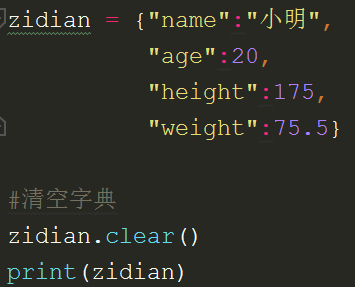 zidian = {"name":"小明",
"age":20,
"height":175,
"weight":75.5}
#清空字典
zidian.clear()
print(zidian)